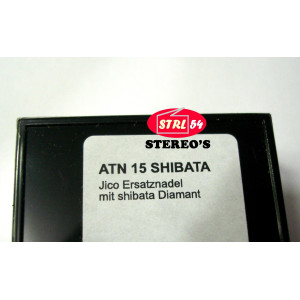 STRL 54
STEREO'S
ATN 15 SHIBATA
Jico Ersatznadel
mit shibata Diamant